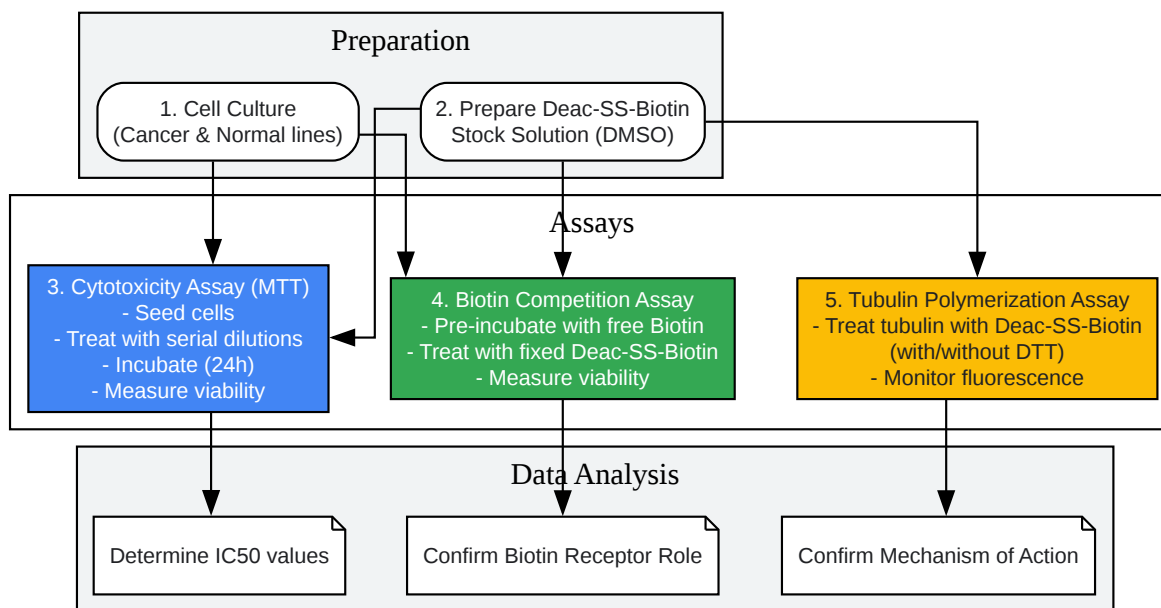 Preparation
1. Cell Culture
(Cancer & Normal lines)
2. Prepare Deac-SS-Biotin
Stock Solution (DMSO)
Assays
3. Cytotoxicity Assay (MTT)
- Seed cells
- Treat with serial dilutions
- Incubate (24h)
- Measure viability
4. Biotin Competition Assay
- Pre-incubate with free Biotin
- Treat with fixed Deac-SS-Biotin
- Measure viability
5. Tubulin Polymerization Assay
- Treat tubulin with Deac-SS-Biotin
(with/without DTT)
- Monitor fluorescence
Data Analysis
Determine IC50 values
Confirm Biotin Receptor Role
Confirm Mechanism of Action